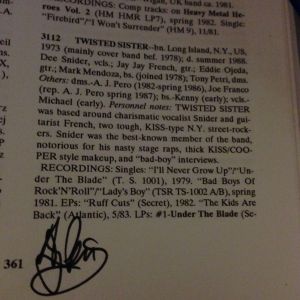 Wigan, UK band ca. 1981.
RECORDINGS: Comp tracks: on Heavy Metal He-
roes Vol. 2 (HM HMR LP7), spring 1982. Single:
"Firebird"/"I Won't Surrender" (HM 9), 11/81.
3112 TWISTED SISTER–bn. Long Island, N.Y., US,
1973 (mainly cover band bef. 1978); d. summer 1988.
Dee Snider, vcls.; Jay Jay French, gtr.; Eddie Ojeda,
gtr.; Mark Mendoza, bs. (joined 1978); Tony Petri, dms.
Others: dms.-A. J. Pero (1982-spring 1986), Joe Franco
(rep. A. J. Pero spring 1987); bs.-Kenny (early); vcls.-
Michael (early). Personnel notes: TWISTED SISTER
was based around charismatic vocalist Snider and gui-
tarist French, two tough, KISS-type N.Y. street-rock-
ers. Snider was the best-known member of the band,
notorious for his nasty stage raps, thick KISS/COO-
PER style makeup, and "bad-boy" interviews.
RECORDINGS: Singles: "I'll Never Grow Up"/"Un-
der The Blade" (T. S. 1001), 1979. "Bad Boys Of
Rock'N'Roll"/"Lady's Boy" (TSR TS-1002 A/B), spring
1981. EPs: "Ruff Cuts" (Secret), 1982. "The Kids Are
Back" (Atlantic), 5/83. LPs: #1-Under The Blade (Se-
361